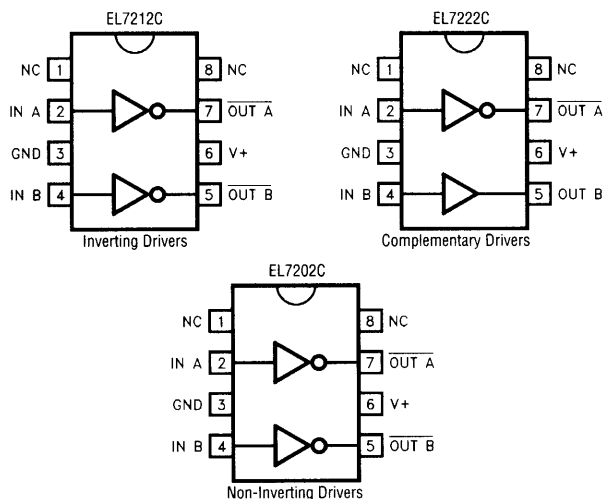 EL7212C
NC 1 8 NC
IN A 2 7 OUT A
GND 3 6 V+
IN B 4 5 OUT B
Inverting Drivers
EL7222C
NC 1 8 NC
IN A 2 7 OUT A
GND 3 6 V+
IN B 4 5 OUT B
Complementary Drivers
EL7202C
NC 1 8 NC
IN A 2 7 OUT A
GND 3 6 V+
IN B 4 5 OUT B
Non-Inverting Drivers